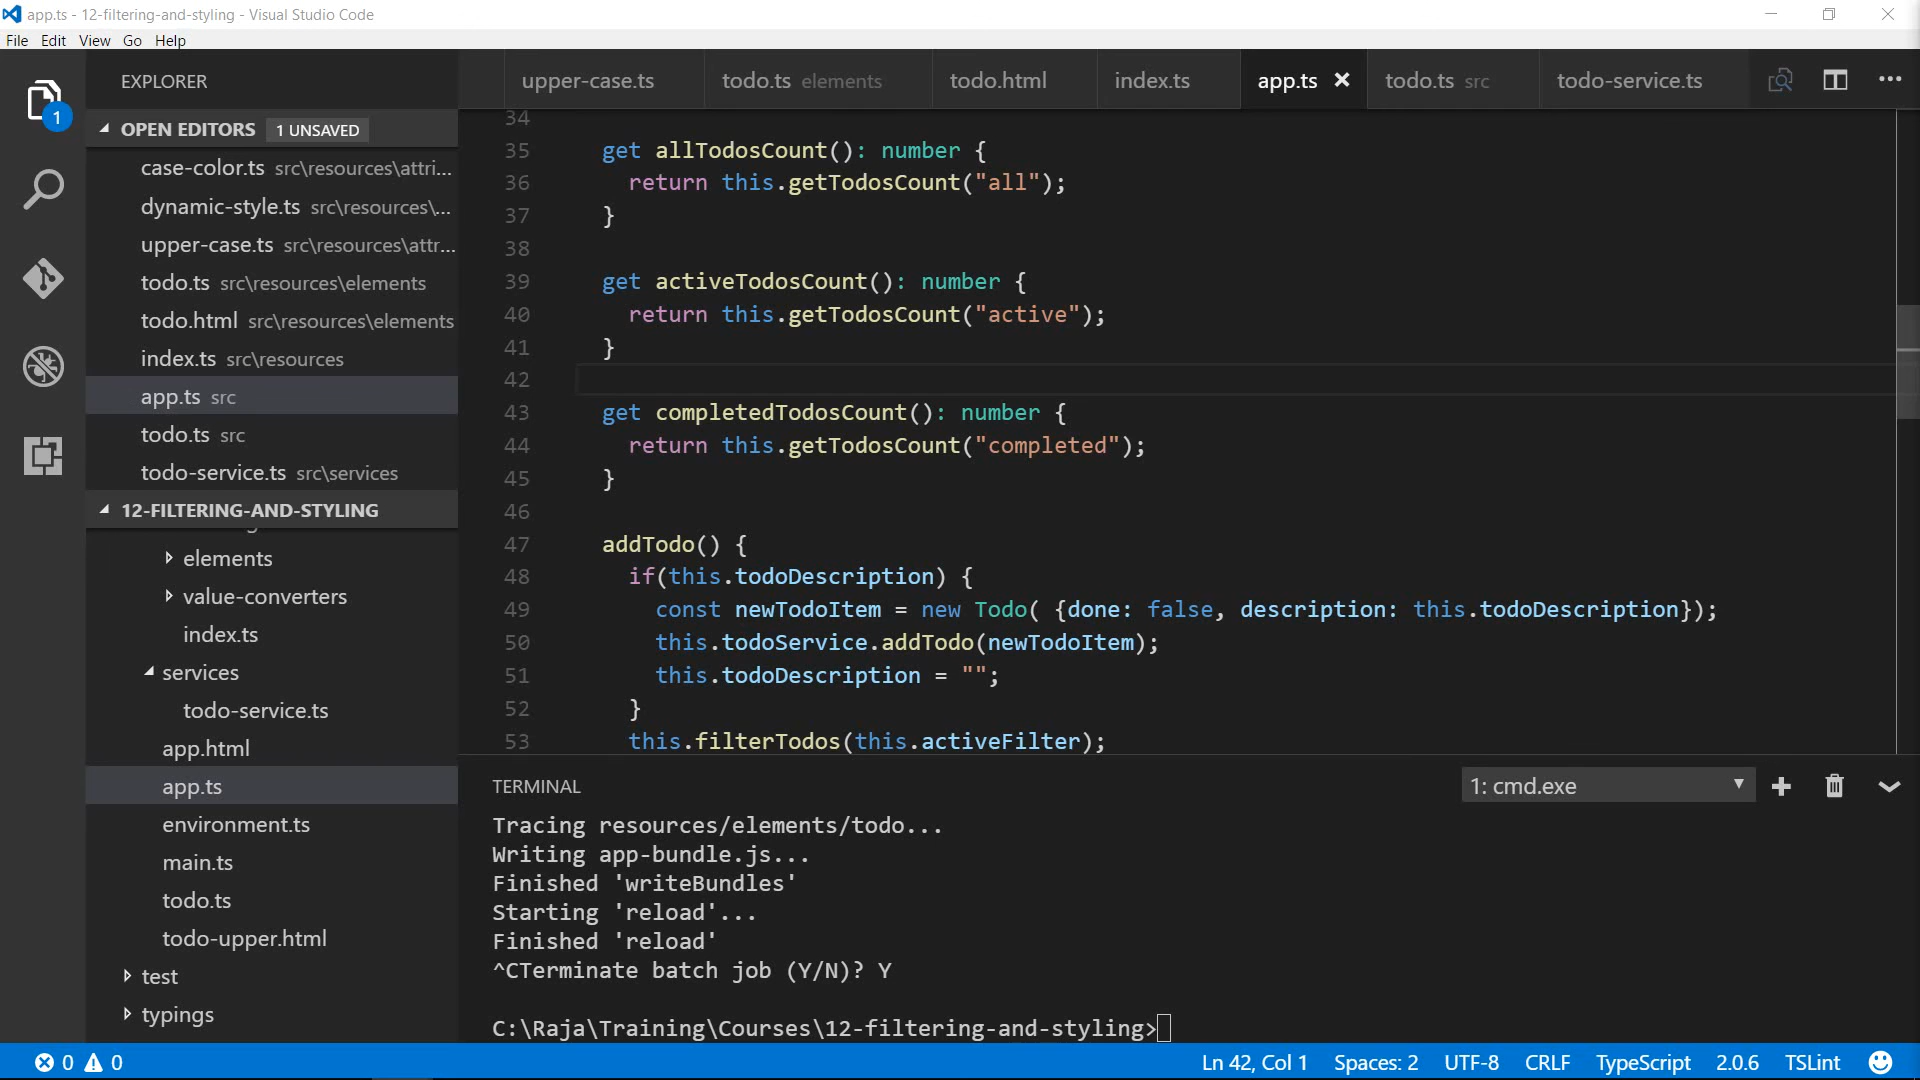 app.ts - 12-filtering-and-styling - Visual Studio Code
File Edit View Go Help
EXPLORER
1
OPEN EDITORS 1 UNSAVED
case-color.ts src\resources\attri...
dynamic-style.ts src\resources\...
upper-case.ts src\resources\attr...
todo.ts src\resources\elements
todo.html src\resources\elements
index.ts src\resources
app.ts src
todo.ts src
todo-service.ts src\services
12-FILTERING-AND-STYLING
elements
value-converters
index.ts
services
todo-service.ts
app.html
app.ts
environment.ts
main.ts
todo.ts
todo-upper.html
test
typings
upper-case.ts todo.ts elements todo.html index.ts app.ts todo.ts src todo-service.ts
34
35 get allTodosCount(): number {
36 return this.getTodosCount("all");
37 }
38
39 get activeTodosCount(): number {
40 return this.getTodosCount("active");
41 }
42
43 get completedTodosCount(): number {
44 return this.getTodosCount("completed");
45 }
46
47 addTodo() {
48 if(this.todoDescription) {
49 const newTodoItem = new Todo( {done: false, description: this.todoDescription});
50 this.todoService.addTodo(newTodoItem);
51 this.todoDescription = "";
52 }
53 this.filterTodos(this.activeFilter);
TERMINAL 1: cmd.exe
Tracing resources/elements/todo...
Writing app-bundle.js...
Finished 'writeBundles'
Starting 'reload'...
Finished 'reload'
^CTerminate batch job (Y/N)? Y
C:\Raja\Training\Courses\12-filtering-and-styling>
0 0 Ln 42, Col 1 Spaces: 2 UTF-8 CRLF TypeScript 2.0.6 TSLint